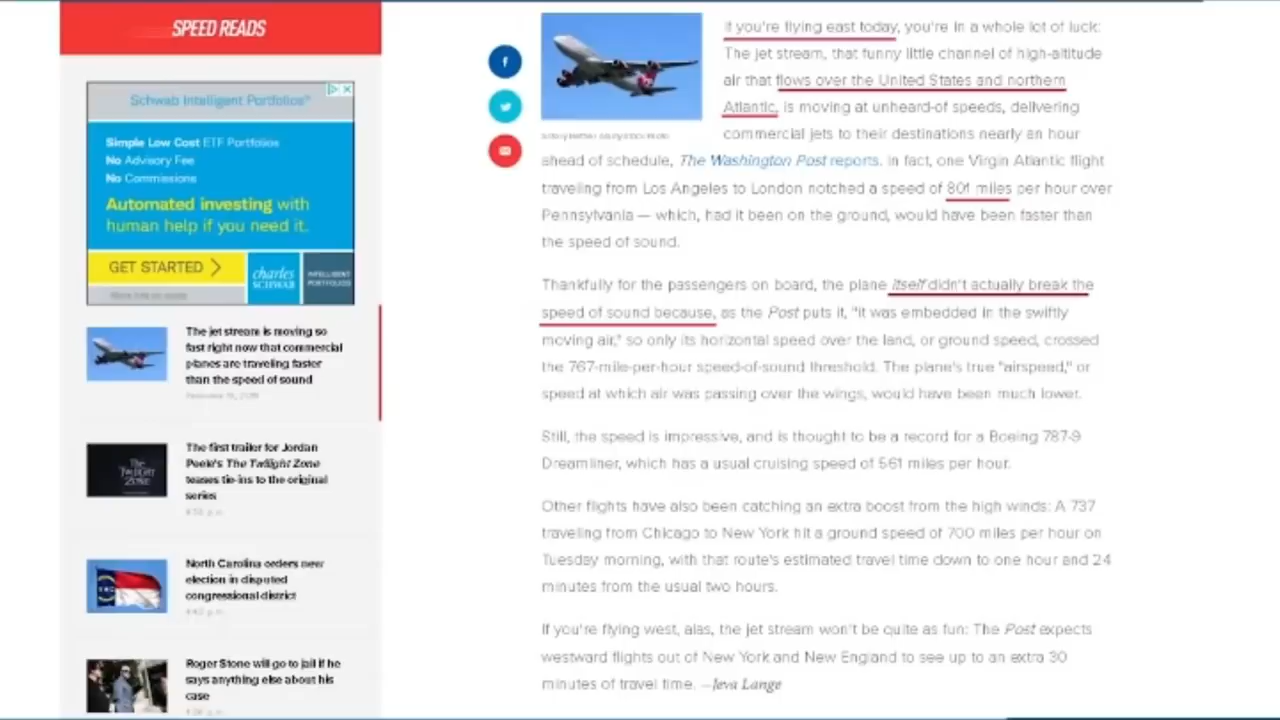 SPEED READS
Schwab Intelligent Portfolios®
Simple Low Cost ETF Portfolios
No Advisory Fee
No Commissions
Automated investing with
human help if you need it.
GET STARTED
charles
SCHWAB
INTELLIGENT
PORTFOLIOS
The jet stream is moving so
fast right now that commercial
planes are traveling faster
than the speed of sound
The Twilight Zone
The first trailer for Jordan
Peele's The Twilight Zone
teases tie-ins to the original
series
North Carolina orders new
election in disputed
congressional district
Roger Stone will go to jail if he
says anything else about his
case
If you're flying east today, you're in a whole lot of luck:
The jet stream, that funny little channel of high-altitude
air that flows over the United States and northern
Atlantic, is moving at unheard-of speeds, delivering
commercial jets to their destinations nearly an hour
ahead of schedule, The Washington Post reports. In fact, one Virgin Atlantic flight
traveling from Los Angeles to London notched a speed of 801 miles per hour over
Pennsylvania — which, had it been on the ground, would have been faster than
the speed of sound.
Thankfully for the passengers on board, the plane itself didn't actually break the
speed of sound because, as the Post puts it, "it was embedded in the swiftly
moving air," so only its horizontal speed over the land, or ground speed, crossed
the 767-mile-per-hour speed-of-sound threshold. The plane's true "airspeed," or
speed at which air was passing over the wings, would have been much lower.
Still, the speed is impressive, and is thought to be a record for a Boeing 787-9
Dreamliner, which has a usual cruising speed of 561 miles per hour.
Other flights have also been catching an extra boost from the high winds: A 737
traveling from Chicago to New York hit a ground speed of 700 miles per hour on
Tuesday morning, with that route's estimated travel time down to one hour and 24
minutes from the usual two hours.
If you're flying west, alas, the jet stream won't be quite as fun: The Post expects
westward flights out of New York and New England to see up to an extra 30
minutes of travel time. —Jeva Lange